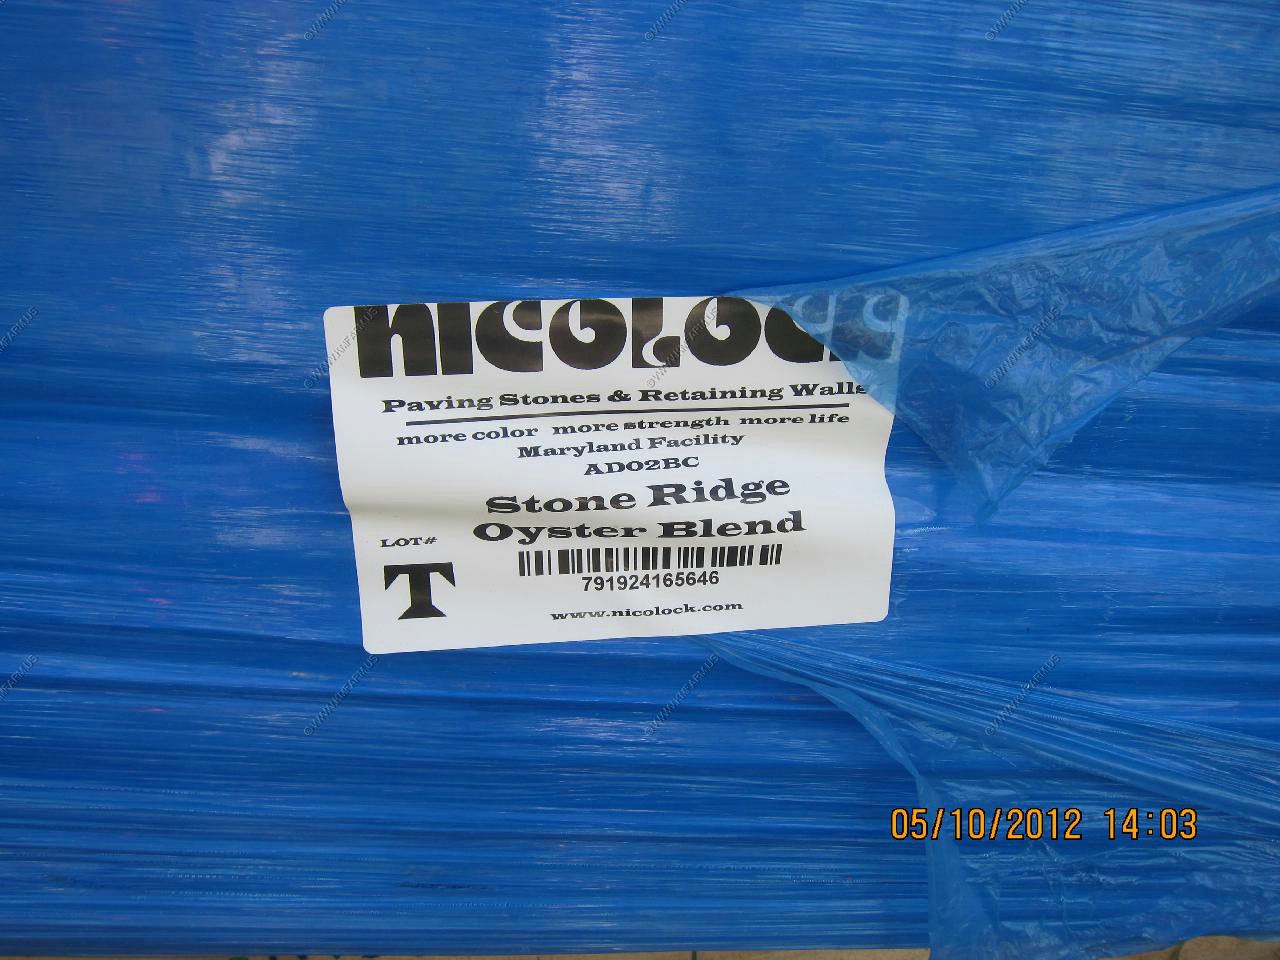 NICOLOCK
Paving Stones & Retaining Walls
more color more strength more life
Maryland Facility
AD02BC
Stone Ridge
Oyster Blend
LOT#
T
791924165646
www.nicolock.com
05/10/2012 14:03